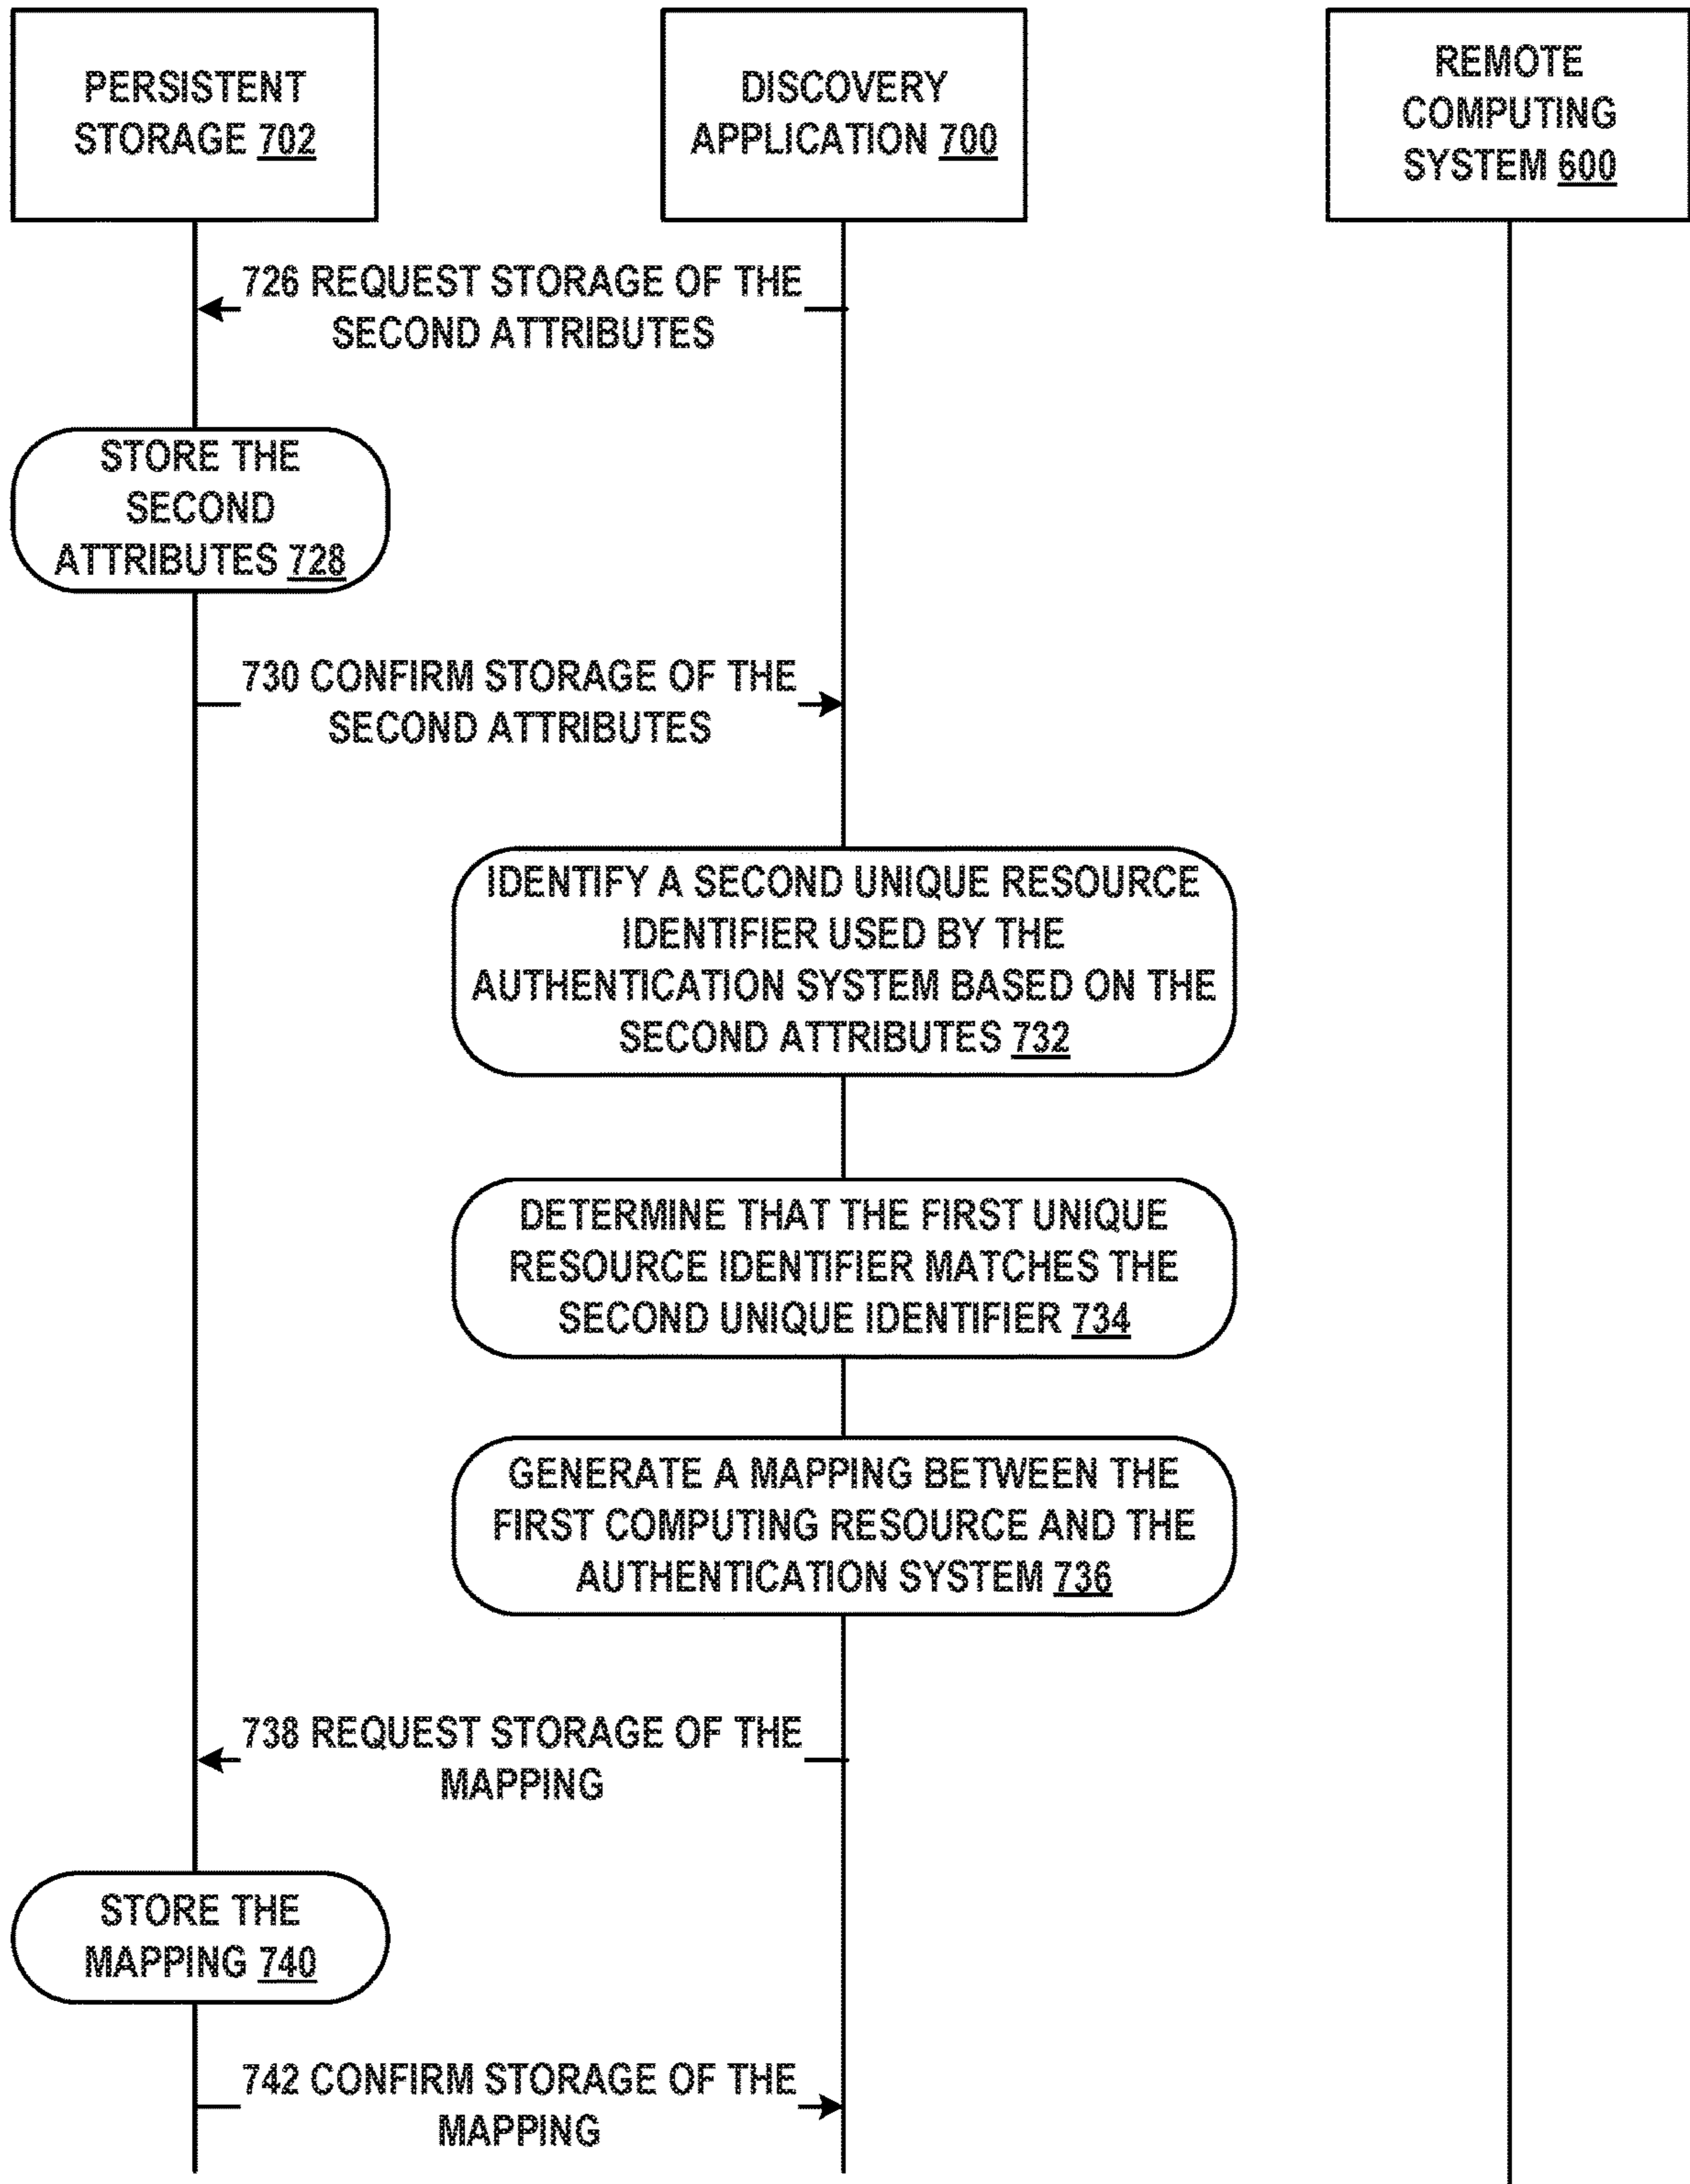 PERSISTENT
STORAGE 702
DISCOVERY
APPLICATION 700
REMOTE
COMPUTING
SYSTEM 600
726 REQUEST STORAGE OF THE
SECOND ATTRIBUTES
STORE THE
SECOND
ATTRIBUTES 728
730 CONFIRM STORAGE OF THE
SECOND ATTRIBUTES
IDENTIFY A SECOND UNIQUE RESOURCE
IDENTIFIER USED BY THE
AUTHENTICATION SYSTEM BASED ON THE
SECOND ATTRIBUTES 732
DETERMINE THAT THE FIRST UNIQUE
RESOURCE IDENTIFIER MATCHES THE
SECOND UNIQUE IDENTIFIER 734
GENERATE A MAPPING BETWEEN THE
FIRST COMPUTING RESOURCE AND THE
AUTHENTICATION SYSTEM 736
738 REQUEST STORAGE OF THE
MAPPING
STORE THE
MAPPING 740
742 CONFIRM STORAGE OF THE
MAPPING